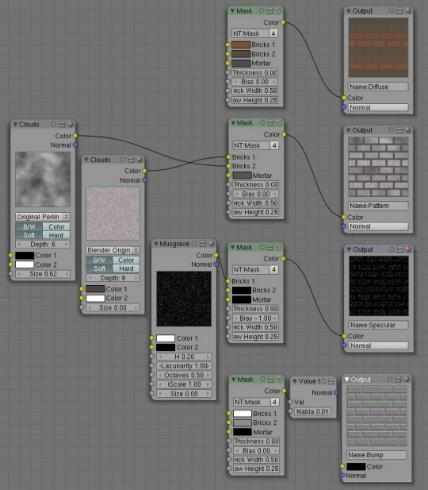 Mask
Color
NT:Mask 4
Bricks 1
Bricks 2
Mortar
Thickness 0.02
Bias 0.00
rick Width 0.50
ow Height 0.25
Output
Name:Diffuse
Color
Normal
Clouds
Color
Normal
Original Perlin
B/W Color
Soft Hard
Depth: 6
Color 1
Color 2
Size 0.62
Clouds
Color
Normal
Blender Origin
B/W Color
Soft Hard
Depth: 6
Color 1
Color 2
Size 0.06
Mask
Color
NT:Mask 4
Bricks 1
Bricks 2
Mortar
Thickness 0.00
Bias 0.00
rick Width 0.50
ow Height 0.25
Output
Name:Pattern
Color
Normal
Musgrave
Color
Normal
Color 1
Color 2
H 0.20
Lacunarity 1.00
Octaves 0.50
iScale 1.00
Size 0.00
Mask
Color
NT:Mask 4
Bricks 1
Bricks 2
Mortar
Thickness 0.00
Bias -1.00
rick Width 0.50
ow Height 0.25
Output
Name:Specular
Color
Normal
Mask
Color
NT:Mask 4
Bricks 1
Bricks 2
Mortar
Thickness 0.00
Bias 0.00
rick Width 0.50
ow Height 0.25
Value t
Normal
Val
Nabla 0.01
Output
Name:Bump
Color
Normal